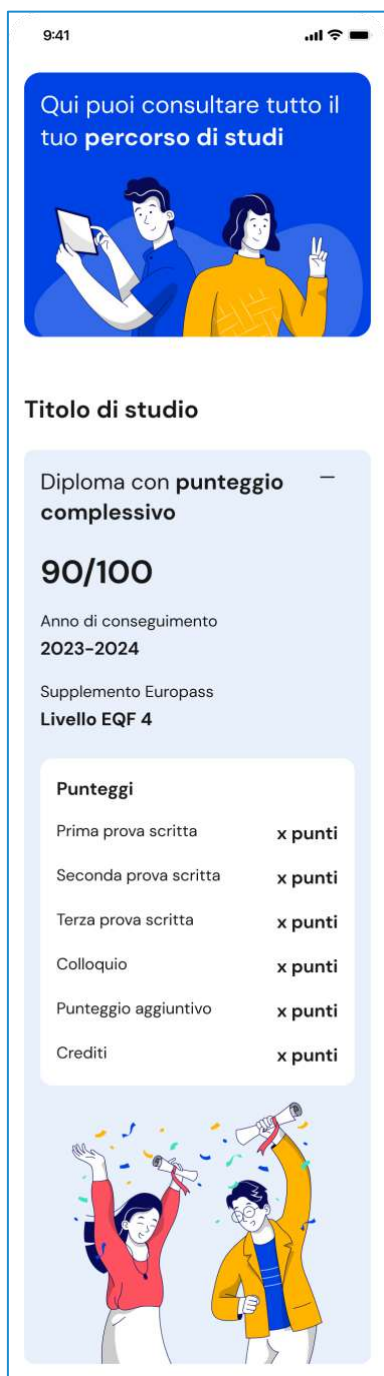 9:41
Qui puoi consultare tutto il
tuo percorso di studi
Titolo di studio
Diploma con punteggio
complessivo
90/100
Anno di conseguimento
2023-2024
Supplemento Europass
Livello EQF 4
Punteggi
Prima prova scritta x punti
Seconda prova scritta x punti
Terza prova scritta x punti
Colloquio x punti
Punteggio aggiuntivo x punti
Crediti x punti